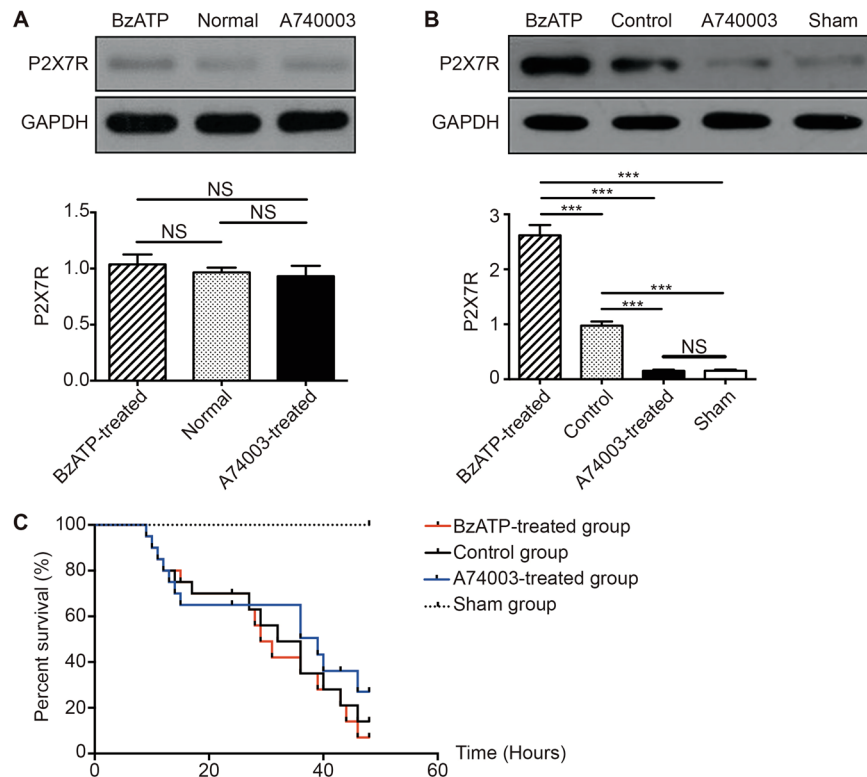 A
BzATP Normal A740003
P2X7R
GAPDH
NS
NS NS
P2X7R
1.5
1.0
0.5
0.0
BzATP-treated
Normal
A74003-treated
B
BzATP Control A740003 Sham
P2X7R
GAPDH
***
***
***
***
***
NS
P2X7R
3
2
1
0
BzATP-treated
Control
A74003-treated
Sham
C
Percent survival (%)
100
80
60
40
20
0
0 20 40 60
Time (Hours)
BzATP-treated group
Control group
A74003-treated group
Sham group